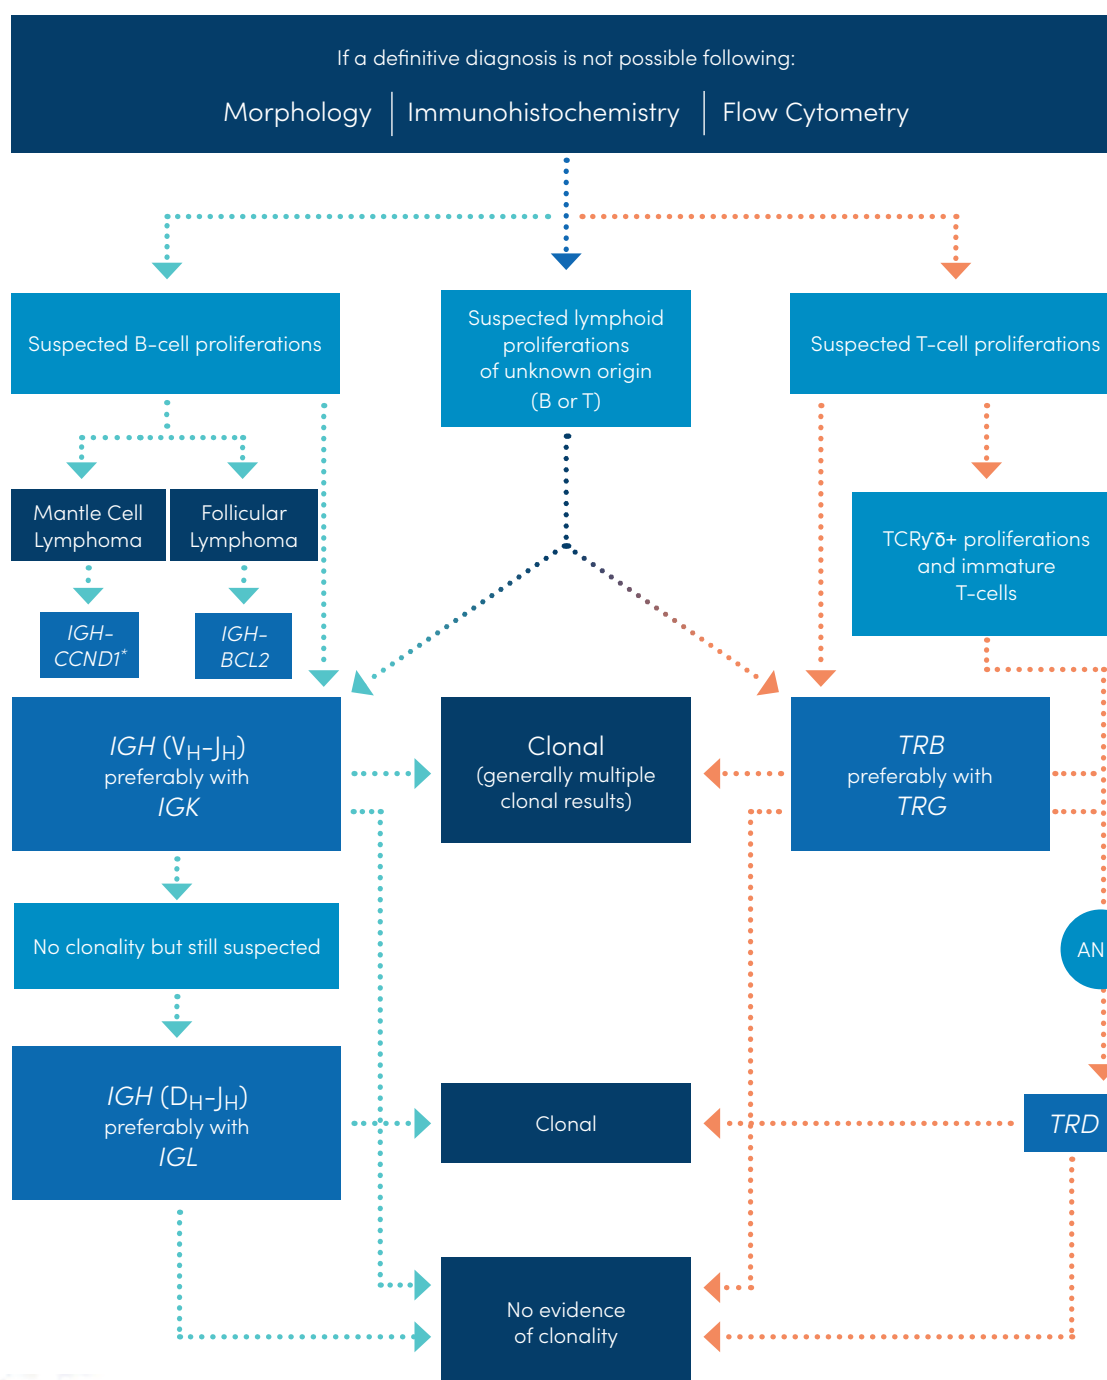 If a definitive diagnosis is not possible following:
Morphology | Immunohistochemistry | Flow Cytometry
Suspected B-cell proliferations
Suspected lymphoid
proliferations
of unknown origin
(B or T)
Suspected T-cell proliferations
Mantle Cell
Lymphoma
Follicular
Lymphoma
TCRγδ+ proliferations
and immature
T-cells
IGH-
CCND1*
IGH-
BCL2
IGH (VH-JH)
preferably with
IGK
Clonal
(generally multiple
clonal results)
TRB
preferably with
TRG
No clonality but still suspected
AN
IGH (DH-JH)
preferably with
IGL
Clonal
TRD
No evidence
of clonality